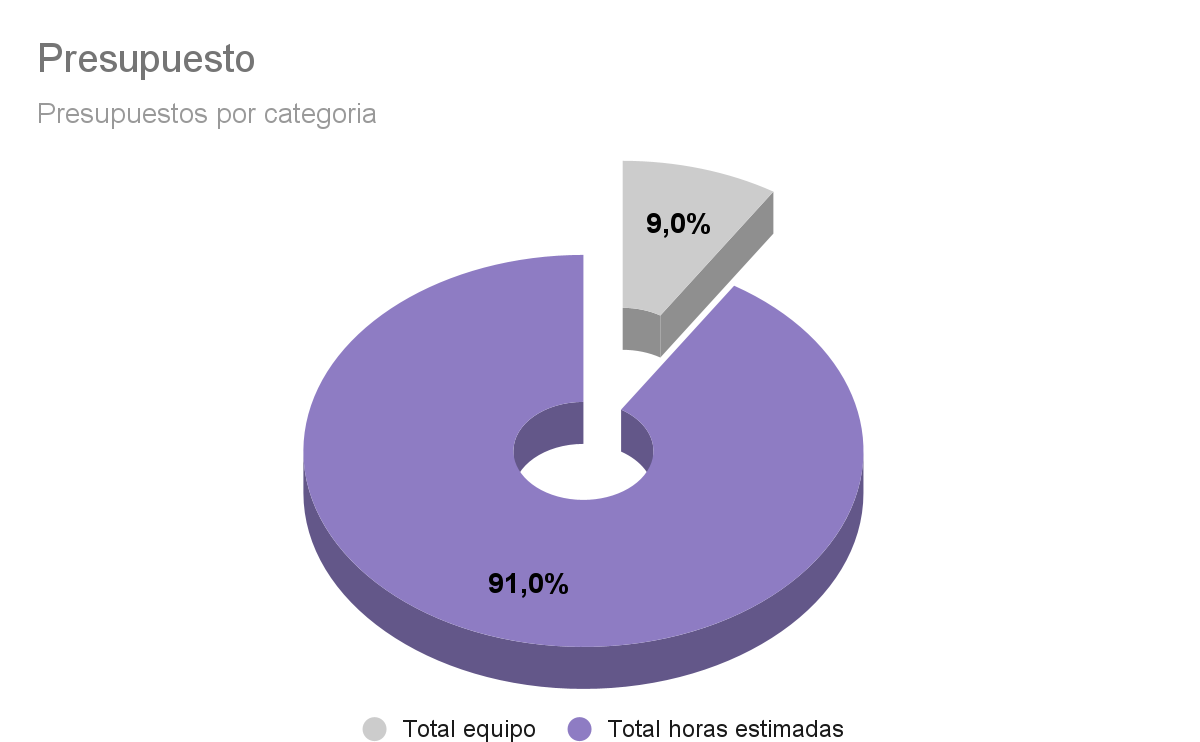 Presupuesto
Presupuestos por categoria
9,0%
91,0%
Total equipo
Total horas estimadas